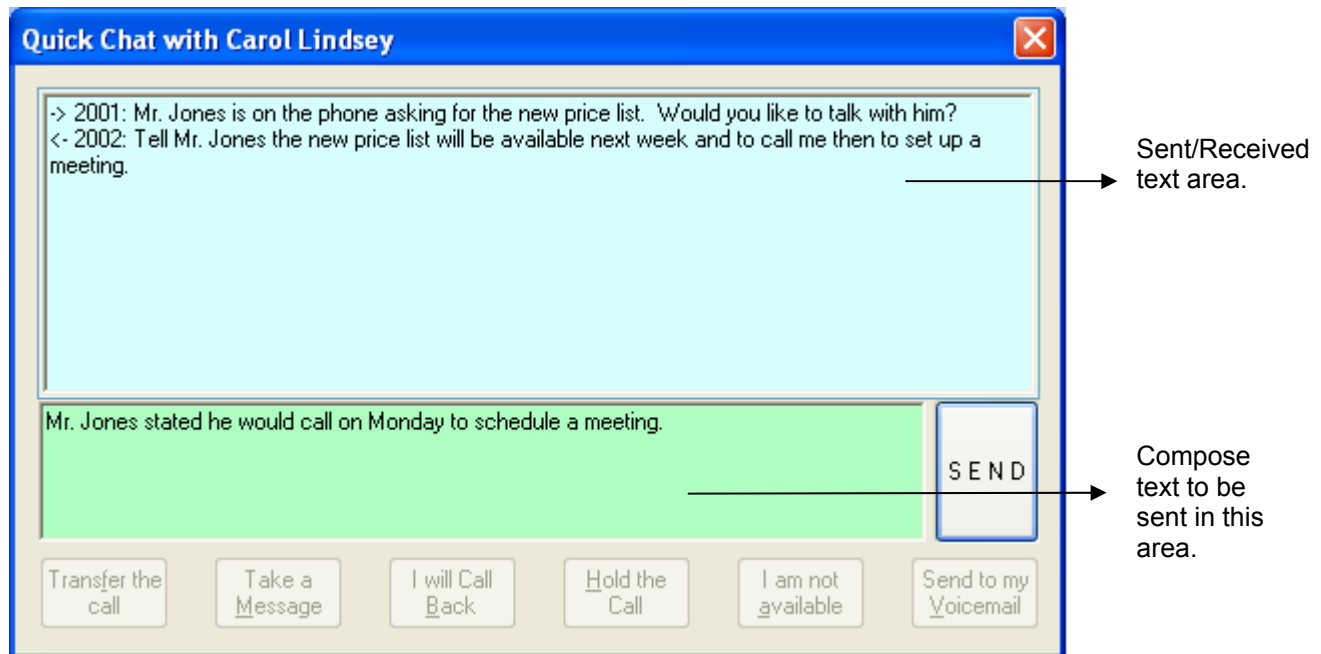 Quick Chat with Carol Lindsey
-> 2001: Mr. Jones is on the phone asking for the new price list.  Would you like to talk with him?
<- 2002: Tell Mr. Jones the new price list will be available next week and to call me then to set up a
meeting.
Sent/Received
text area.
Mr. Jones stated he would call on Monday to schedule a meeting.
S E N D
Compose
text to be
sent in this
area.
Transfer the
call
Take a
Message
I will Call
Back
Hold the
Call
I am not
available
Send to my
Voicemail